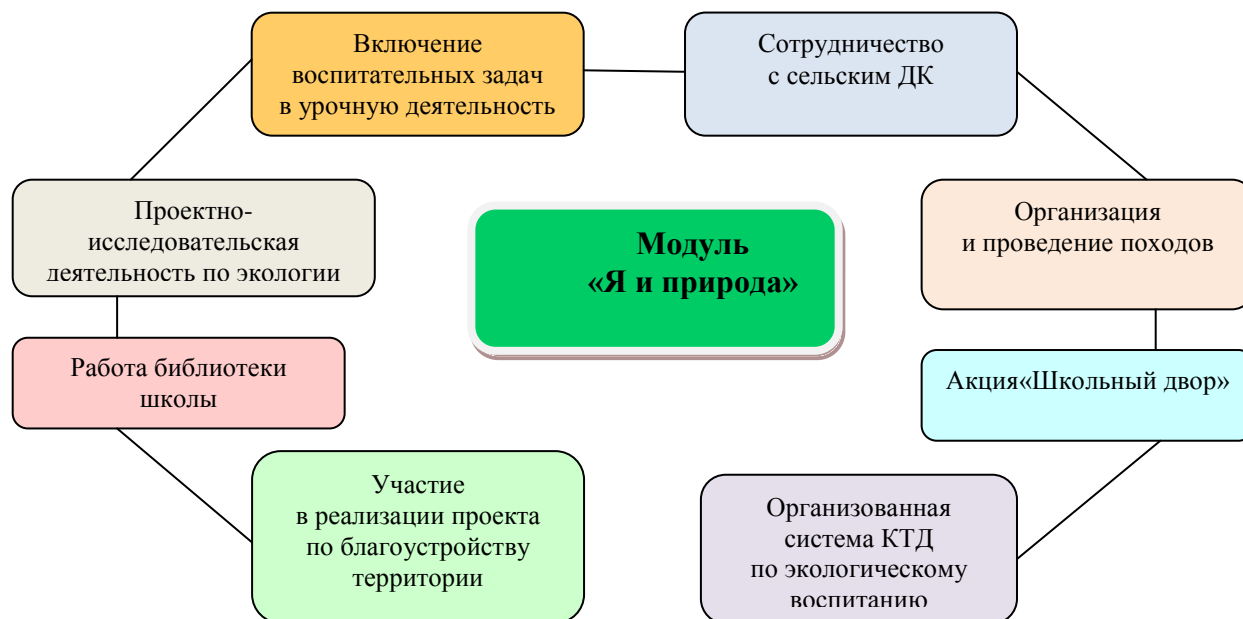 Включение
воспитательных задач
в урочную деятельность
Сотрудничество
с сельским ДК
Проектно-
исследовательская
деятельность по экологии
Модуль
«Я и природа»
Организация
и проведение походов
Работа библиотеки
школы
Акция«Школьный двор»
Участие
в реализации проекта
по благоустройству
территории
Организованная
система КТД
по экологическому
воспитанию